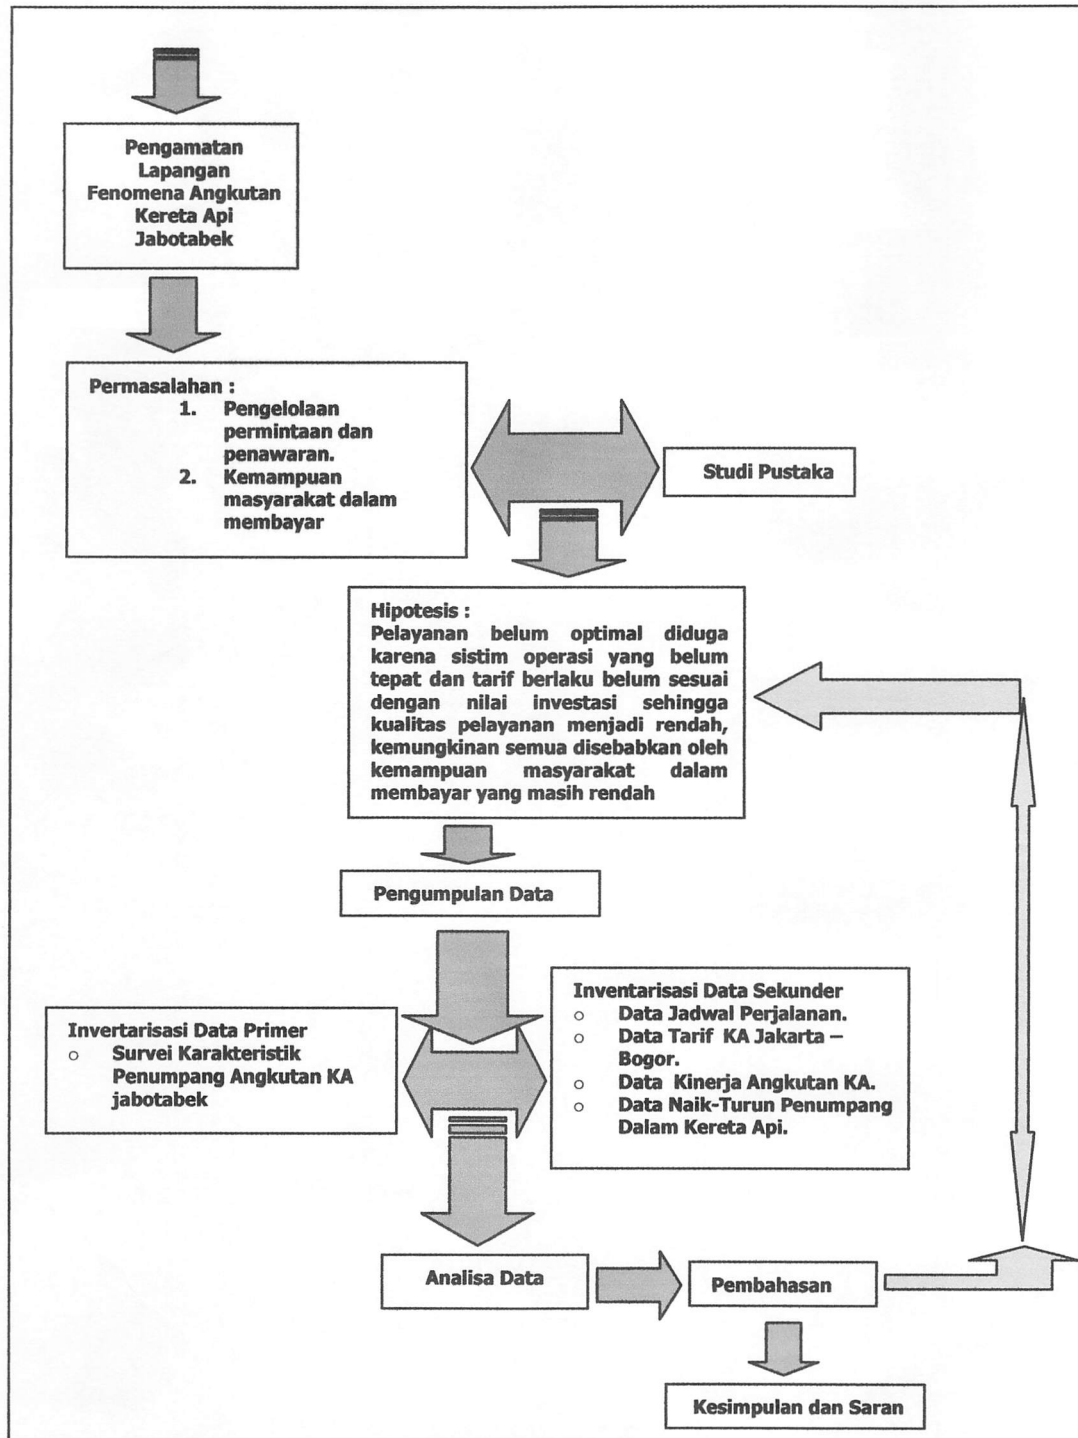 Pengamatan
Lapangan
Fenomena Angkutan
Kereta Api
Jabotabek
Permasalahan :
1. Pengelolaan
permintaan dan
penawaran.
2. Kemampuan
masyarakat dalam
membayar
Studi Pustaka
Hipotesis :
Pelayanan belum optimal diduga
karena sistim operasi yang belum
tepat dan tarif berlaku belum sesuai
dengan nilai investasi sehingga
kualitas pelayanan menjadi rendah,
kemungkinan semua disebabkan oleh
kemampuan masyarakat dalam
membayar yang masih rendah
Pengumpulan Data
Invertarisasi Data Primer
o Survei Karakteristik
Penumpang Angkutan KA
jabotabek
Inventarisasi Data Sekunder
o Data Jadwal Perjalanan.
o Data Tarif KA Jakarta –
Bogor.
o Data Kinerja Angkutan KA.
o Data Naik-Turun Penumpang
Dalam Kereta Api.
Analisa Data
Pembahasan
Kesimpulan dan Saran